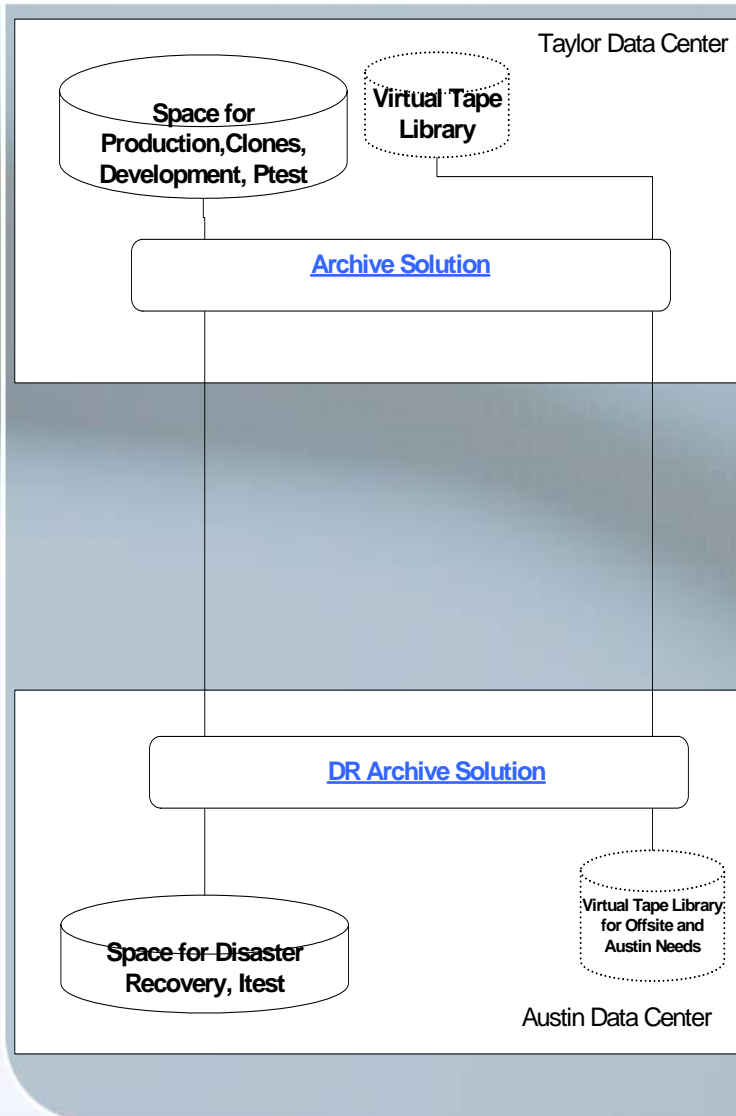 Taylor Data Center
Space for
Production,Clones,
Development, Ptest
Virtual Tape
Library
Archive Solution
DR Archive Solution
Space for Disaster
Recovery, Itest
Virtual Tape Library
for Offsite and
Austin Needs
Austin Data Center